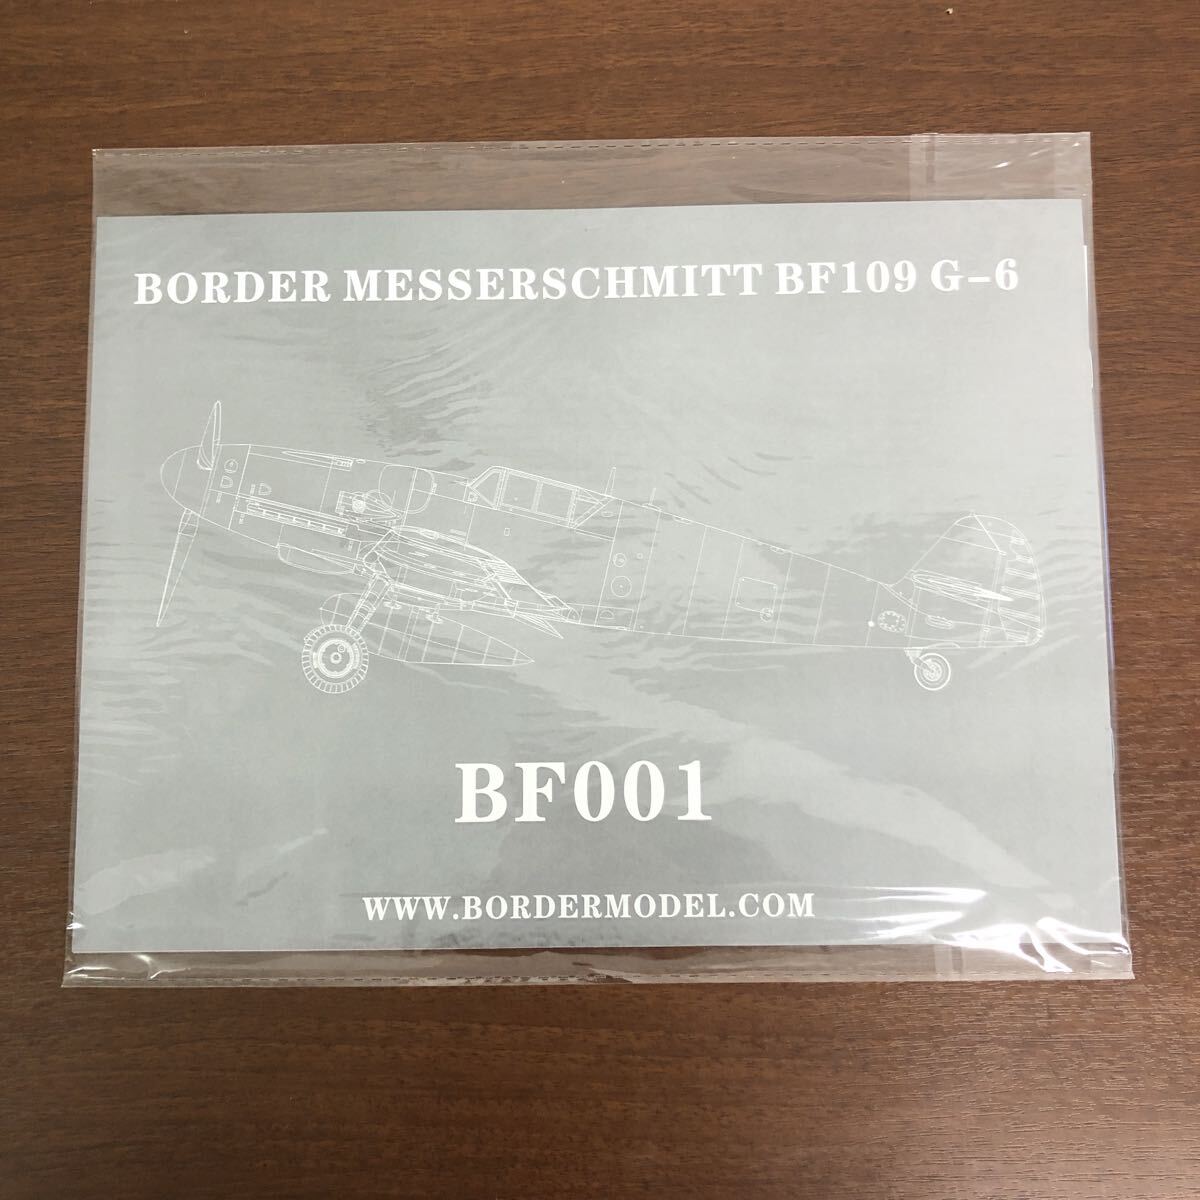 BORDER MESSERSCHMITT BF109 G-6
BF001
WWW.BORDERMODEL.COM